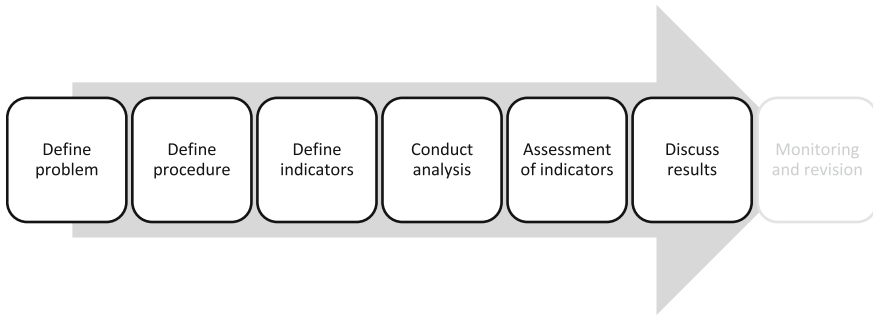 Define
problem
Define
procedure
Define
indicators
Conduct
analysis
Assessment
of indicators
Discuss
results
Monitoring
and revision